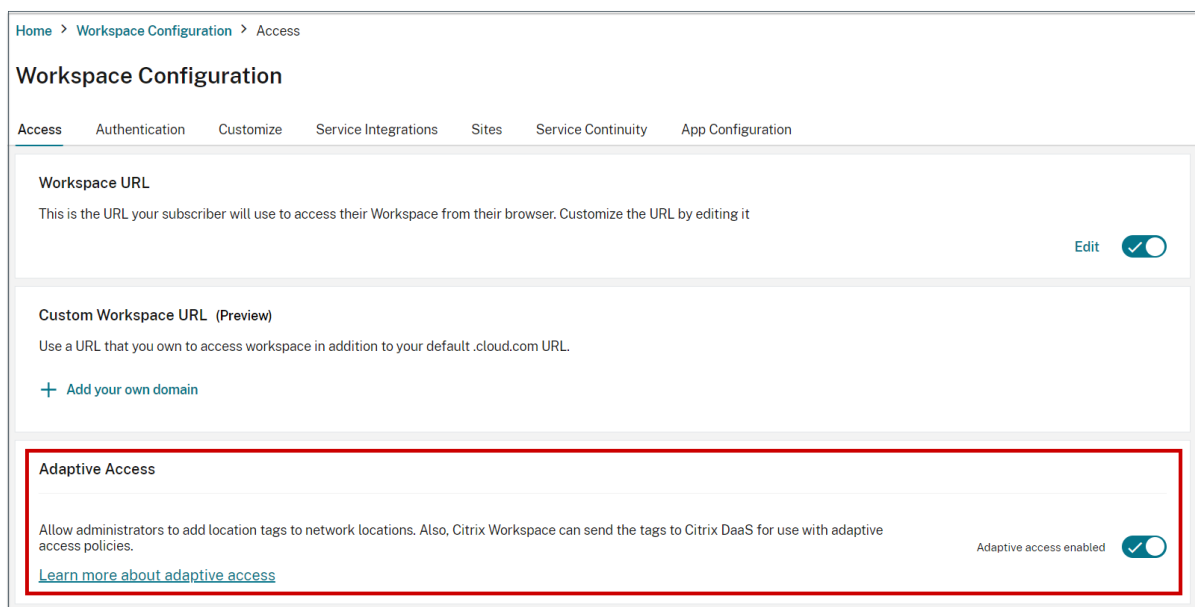 Home > Workspace Configuration > Access
Workspace Configuration
Access Authentication Customize Service Integrations Sites Service Continuity App Configuration
Workspace URL
This is the URL your subscriber will use to access their Workspace from their browser. Customize the URL by editing it
Edit
Custom Workspace URL (Preview)
Use a URL that you own to access workspace in addition to your default .cloud.com URL.
+ Add your own domain
Adaptive Access
Allow administrators to add location tags to network locations. Also, Citrix Workspace can send the tags to Citrix DaaS for use with adaptive
access policies.
Adaptive access enabled
Learn more about adaptive access